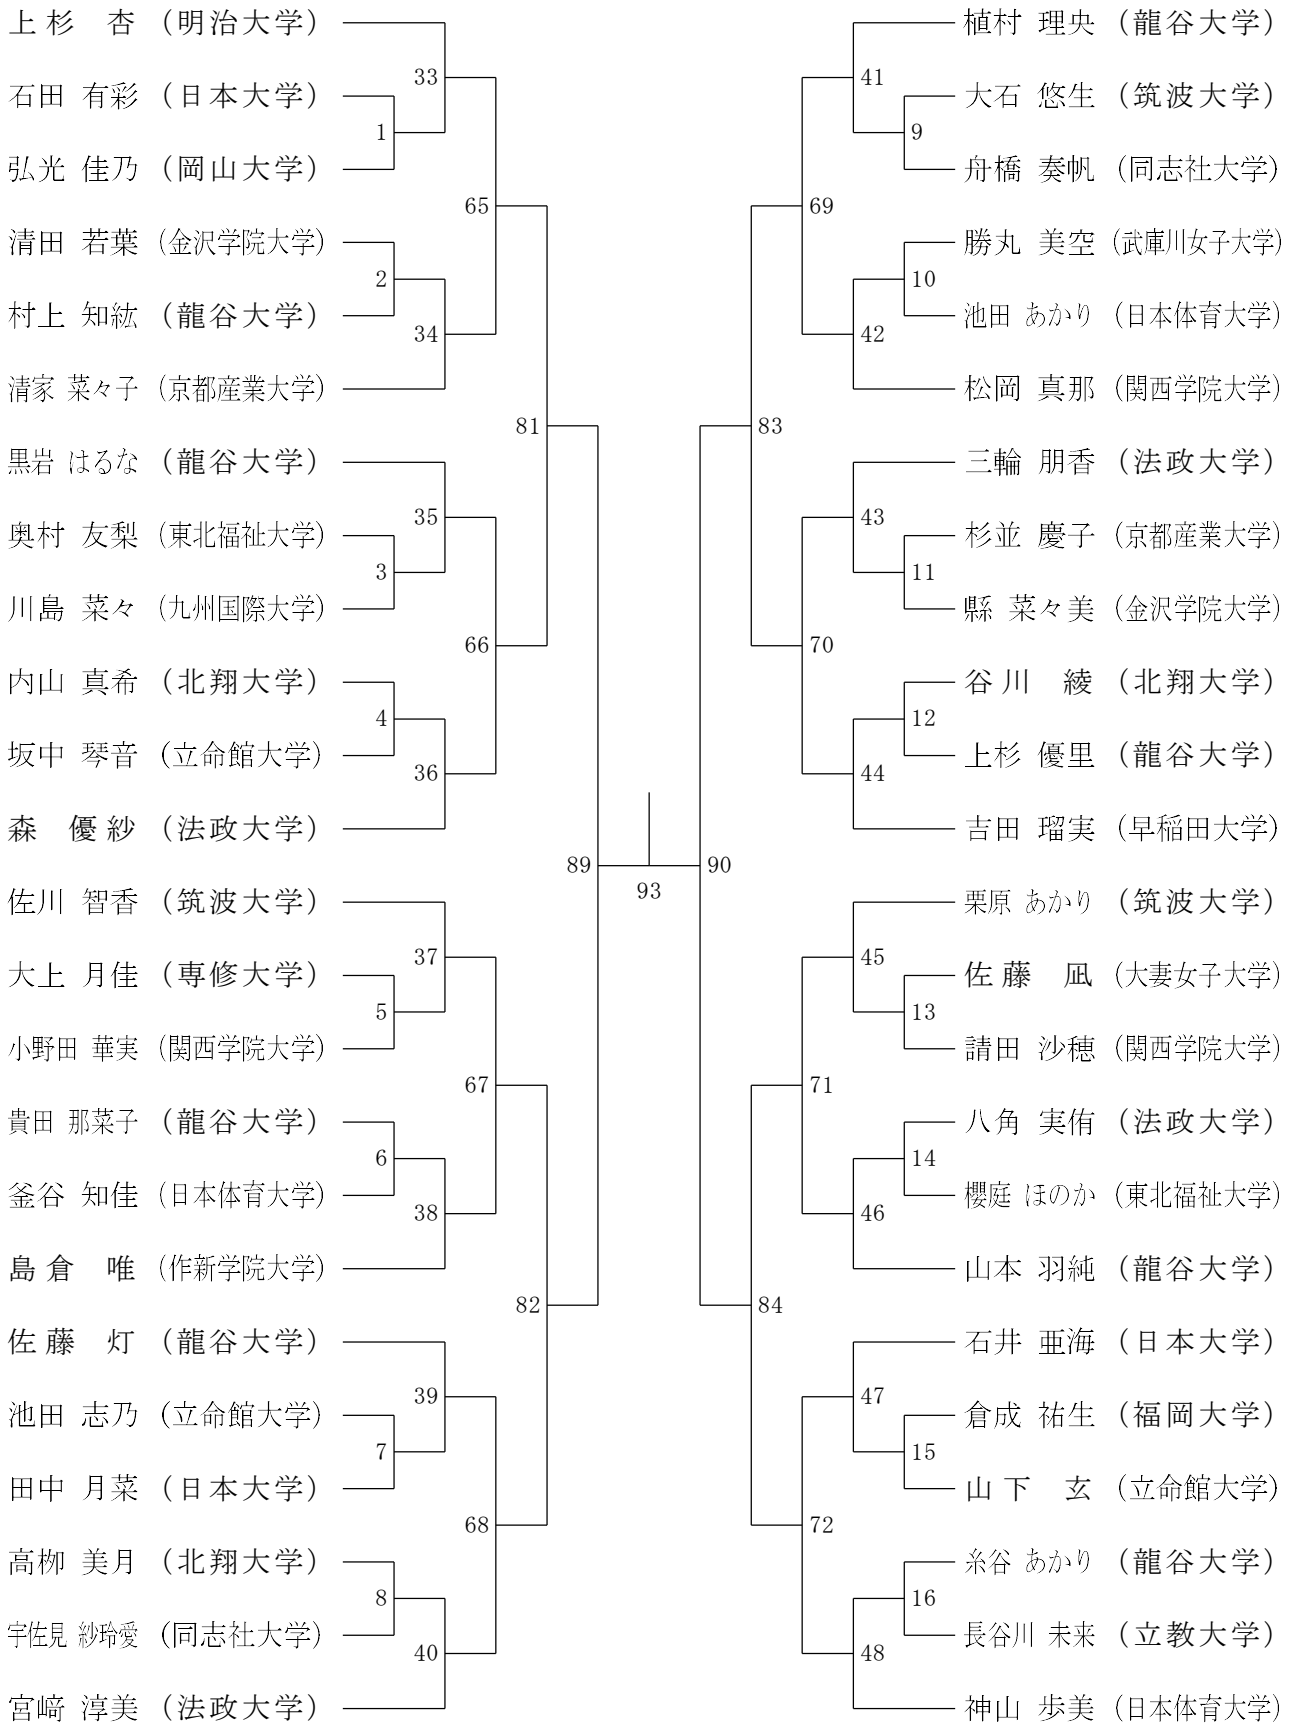 上杉 杏 (明治大学)
33
石田 有彩 (日本大学)
1
弘光 佳乃 (岡山大学)
65
清田 若葉 (金沢学院大学)
2
村上 知紘 (龍谷大学)
34
清家 菜々子 (京都産業大学)
81
黒岩 はるな (龍谷大学)
35
奥村 友梨 (東北福祉大学)
3
川島 菜々 (九州国際大学)
66
内山 真希 (北翔大学)
4
坂中 琴音 (立命館大学)
36
森 優紗 (法政大学)
89
佐川 智香 (筑波大学)
37
大上 月佳 (専修大学)
5
小野田 華実 (関西学院大学)
67
貴田 那菜子 (龍谷大学)
6
釜谷 知佳 (日本体育大学)
38
島倉 唯 (作新学院大学)
82
佐藤 灯 (龍谷大学)
39
池田 志乃 (立命館大学)
7
田中 月菜 (日本大学)
68
高栁 美月 (北翔大学)
8
宇佐見 紗玲愛 (同志社大学)
40
宮﨑 淳美 (法政大学)
93
植村 理央 (龍谷大学)
41
大石 悠生 (筑波大学)
9
舟橋 奏帆 (同志社大学)
69
勝丸 美空 (武庫川女子大学)
10
池田 あかり (日本体育大学)
42
松岡 真那 (関西学院大学)
83
三輪 朋香 (法政大学)
43
杉並 慶子 (京都産業大学)
11
縣 菜々美 (金沢学院大学)
70
谷川 綾 (北翔大学)
12
上杉 優里 (龍谷大学)
44
吉田 瑠実 (早稲田大学)
90
栗原 あかり (筑波大学)
45
佐藤 凪 (大妻女子大学)
13
請田 沙穂 (関西学院大学)
71
八角 実侑 (法政大学)
14
櫻庭 ほのか (東北福祉大学)
46
山本 羽純 (龍谷大学)
84
石井 亜海 (日本大学)
47
倉成 祐生 (福岡大学)
15
山下 玄 (立命館大学)
72
糸谷 あかり (龍谷大学)
16
長谷川 未来 (立教大学)
48
神山 歩美 (日本体育大学)